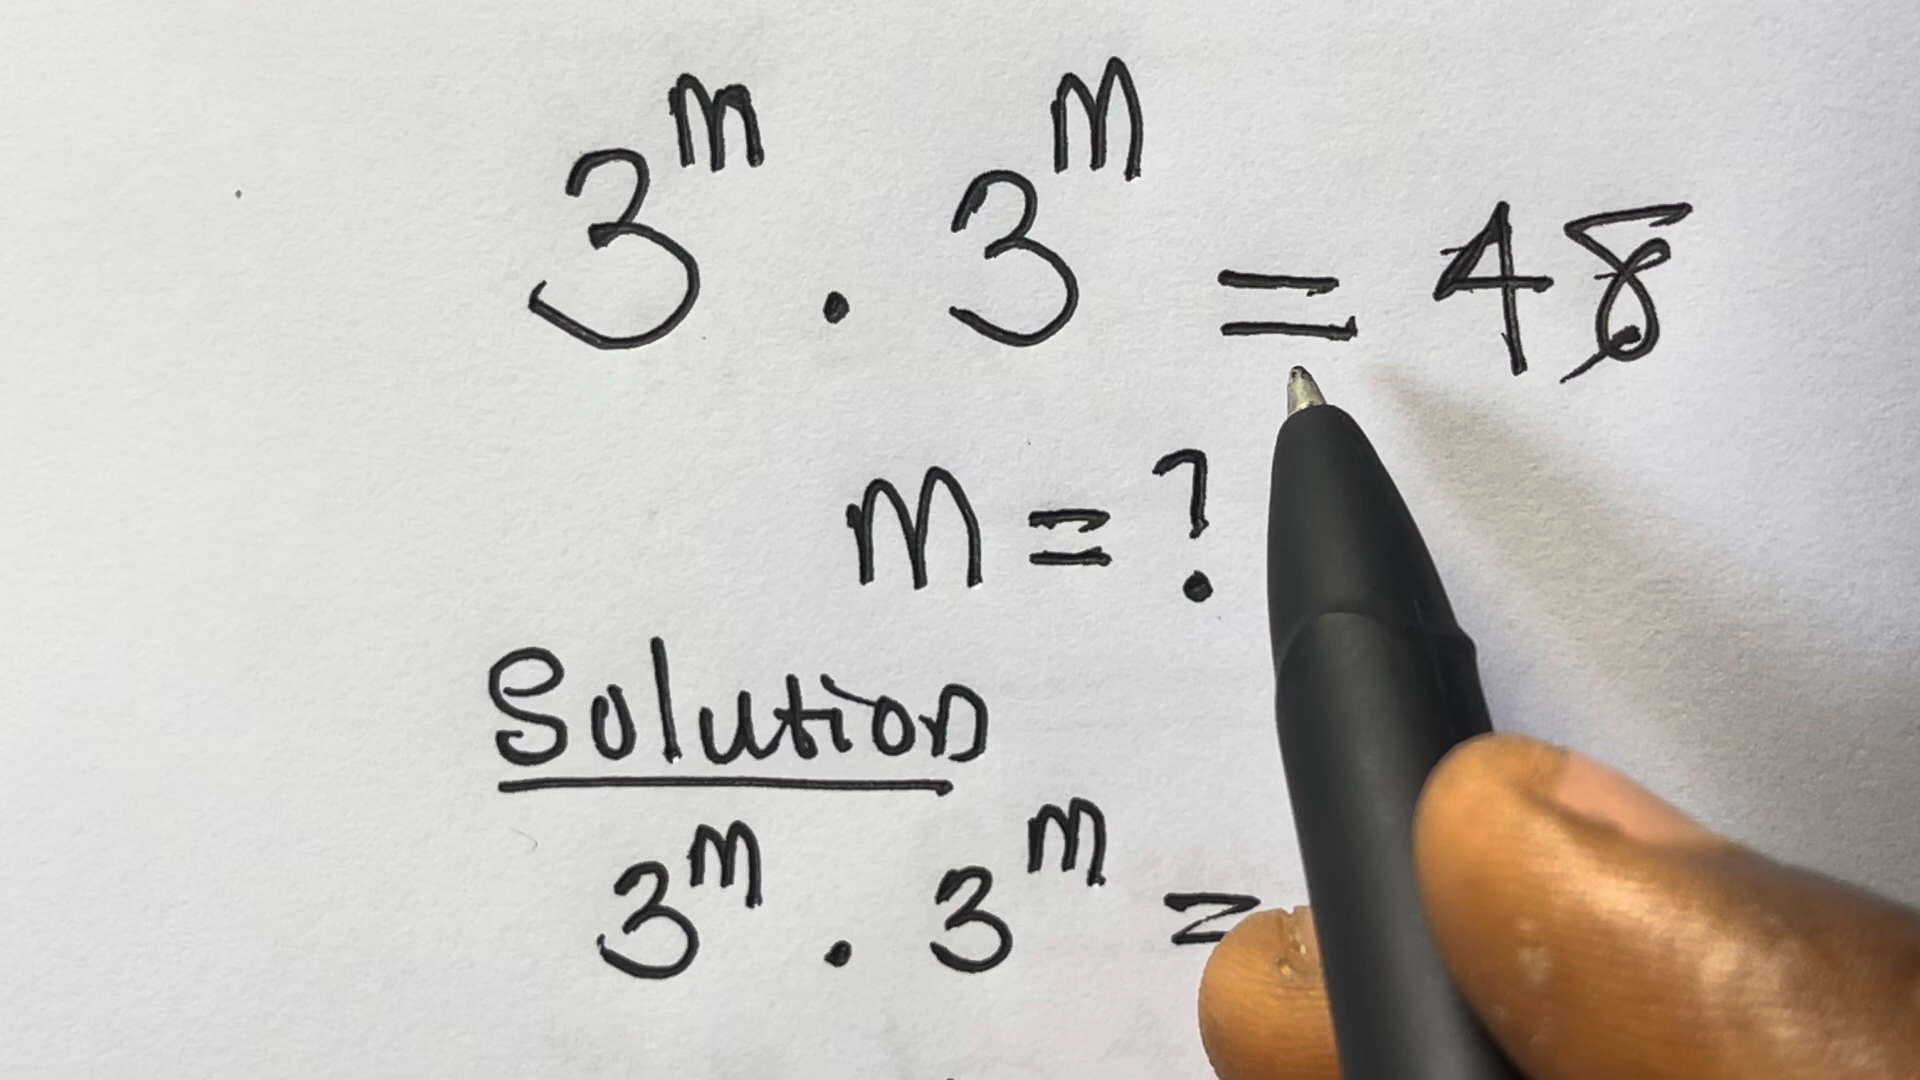 3^m . 3^m = 48
m = ?
Solution
3^m . 3^m =